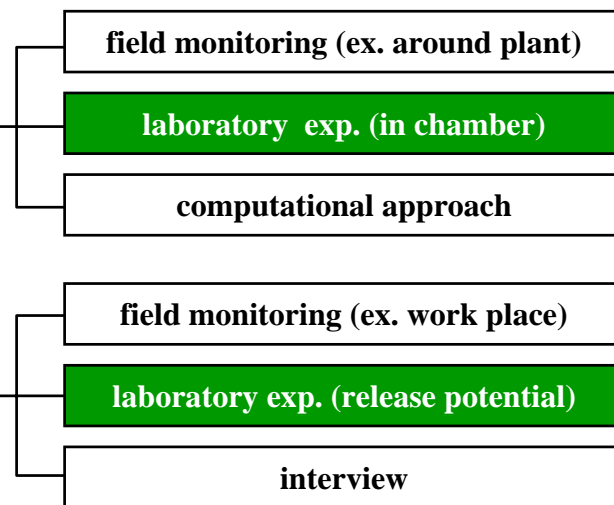 field monitoring (ex. around plant)
laboratory exp. (in chamber)
computational approach
field monitoring (ex. work place)
laboratory exp. (release potential)
interview